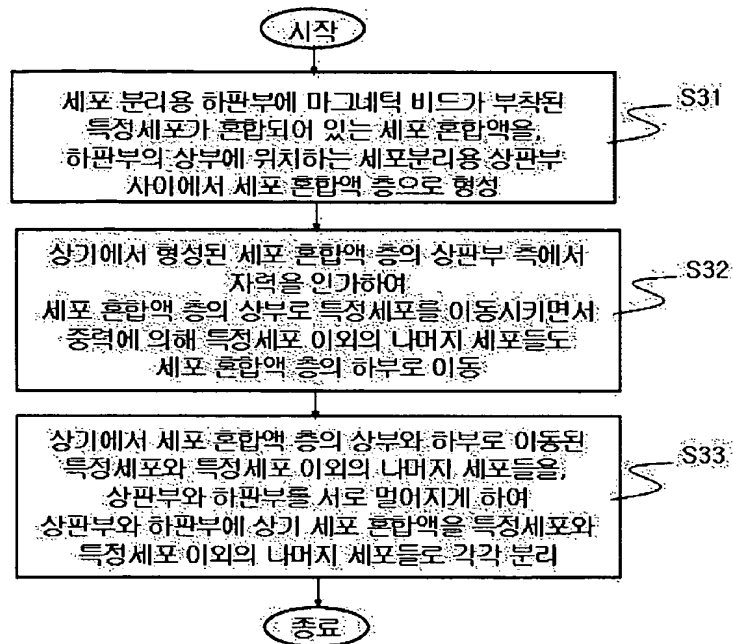 시작
세포 분리용 하판부에 마그네틱 비드가 부착된
특정세포가 혼합되어 있는 세포 혼합액을,
하판부의 상부에 위치하는 세포분리용 상판부
사이에서 세포 혼합액 층으로 형성
S31
상기에서 형성된 세포 혼합액 층의 상판부 측에서
자력을 인가하여
세포 혼합액 층의 상부로 특정세포를 이동시키면서
중력에 의해 특정세포 이외의 나머지 세포들도
세포 혼합액 층의 하부로 이동
S32
상기에서 세포 혼합액 층의 상부와 하부로 이동된
특정세포와 특정세포 이외의 나머지 세포들을,
상판부와 하판부를 서로 멀어지게 하여
상판부와 하판부에 상기 세포 혼합액을 특정세포와
특정세포 이외의 나머지 세포들로 각각 분리
S33
종료